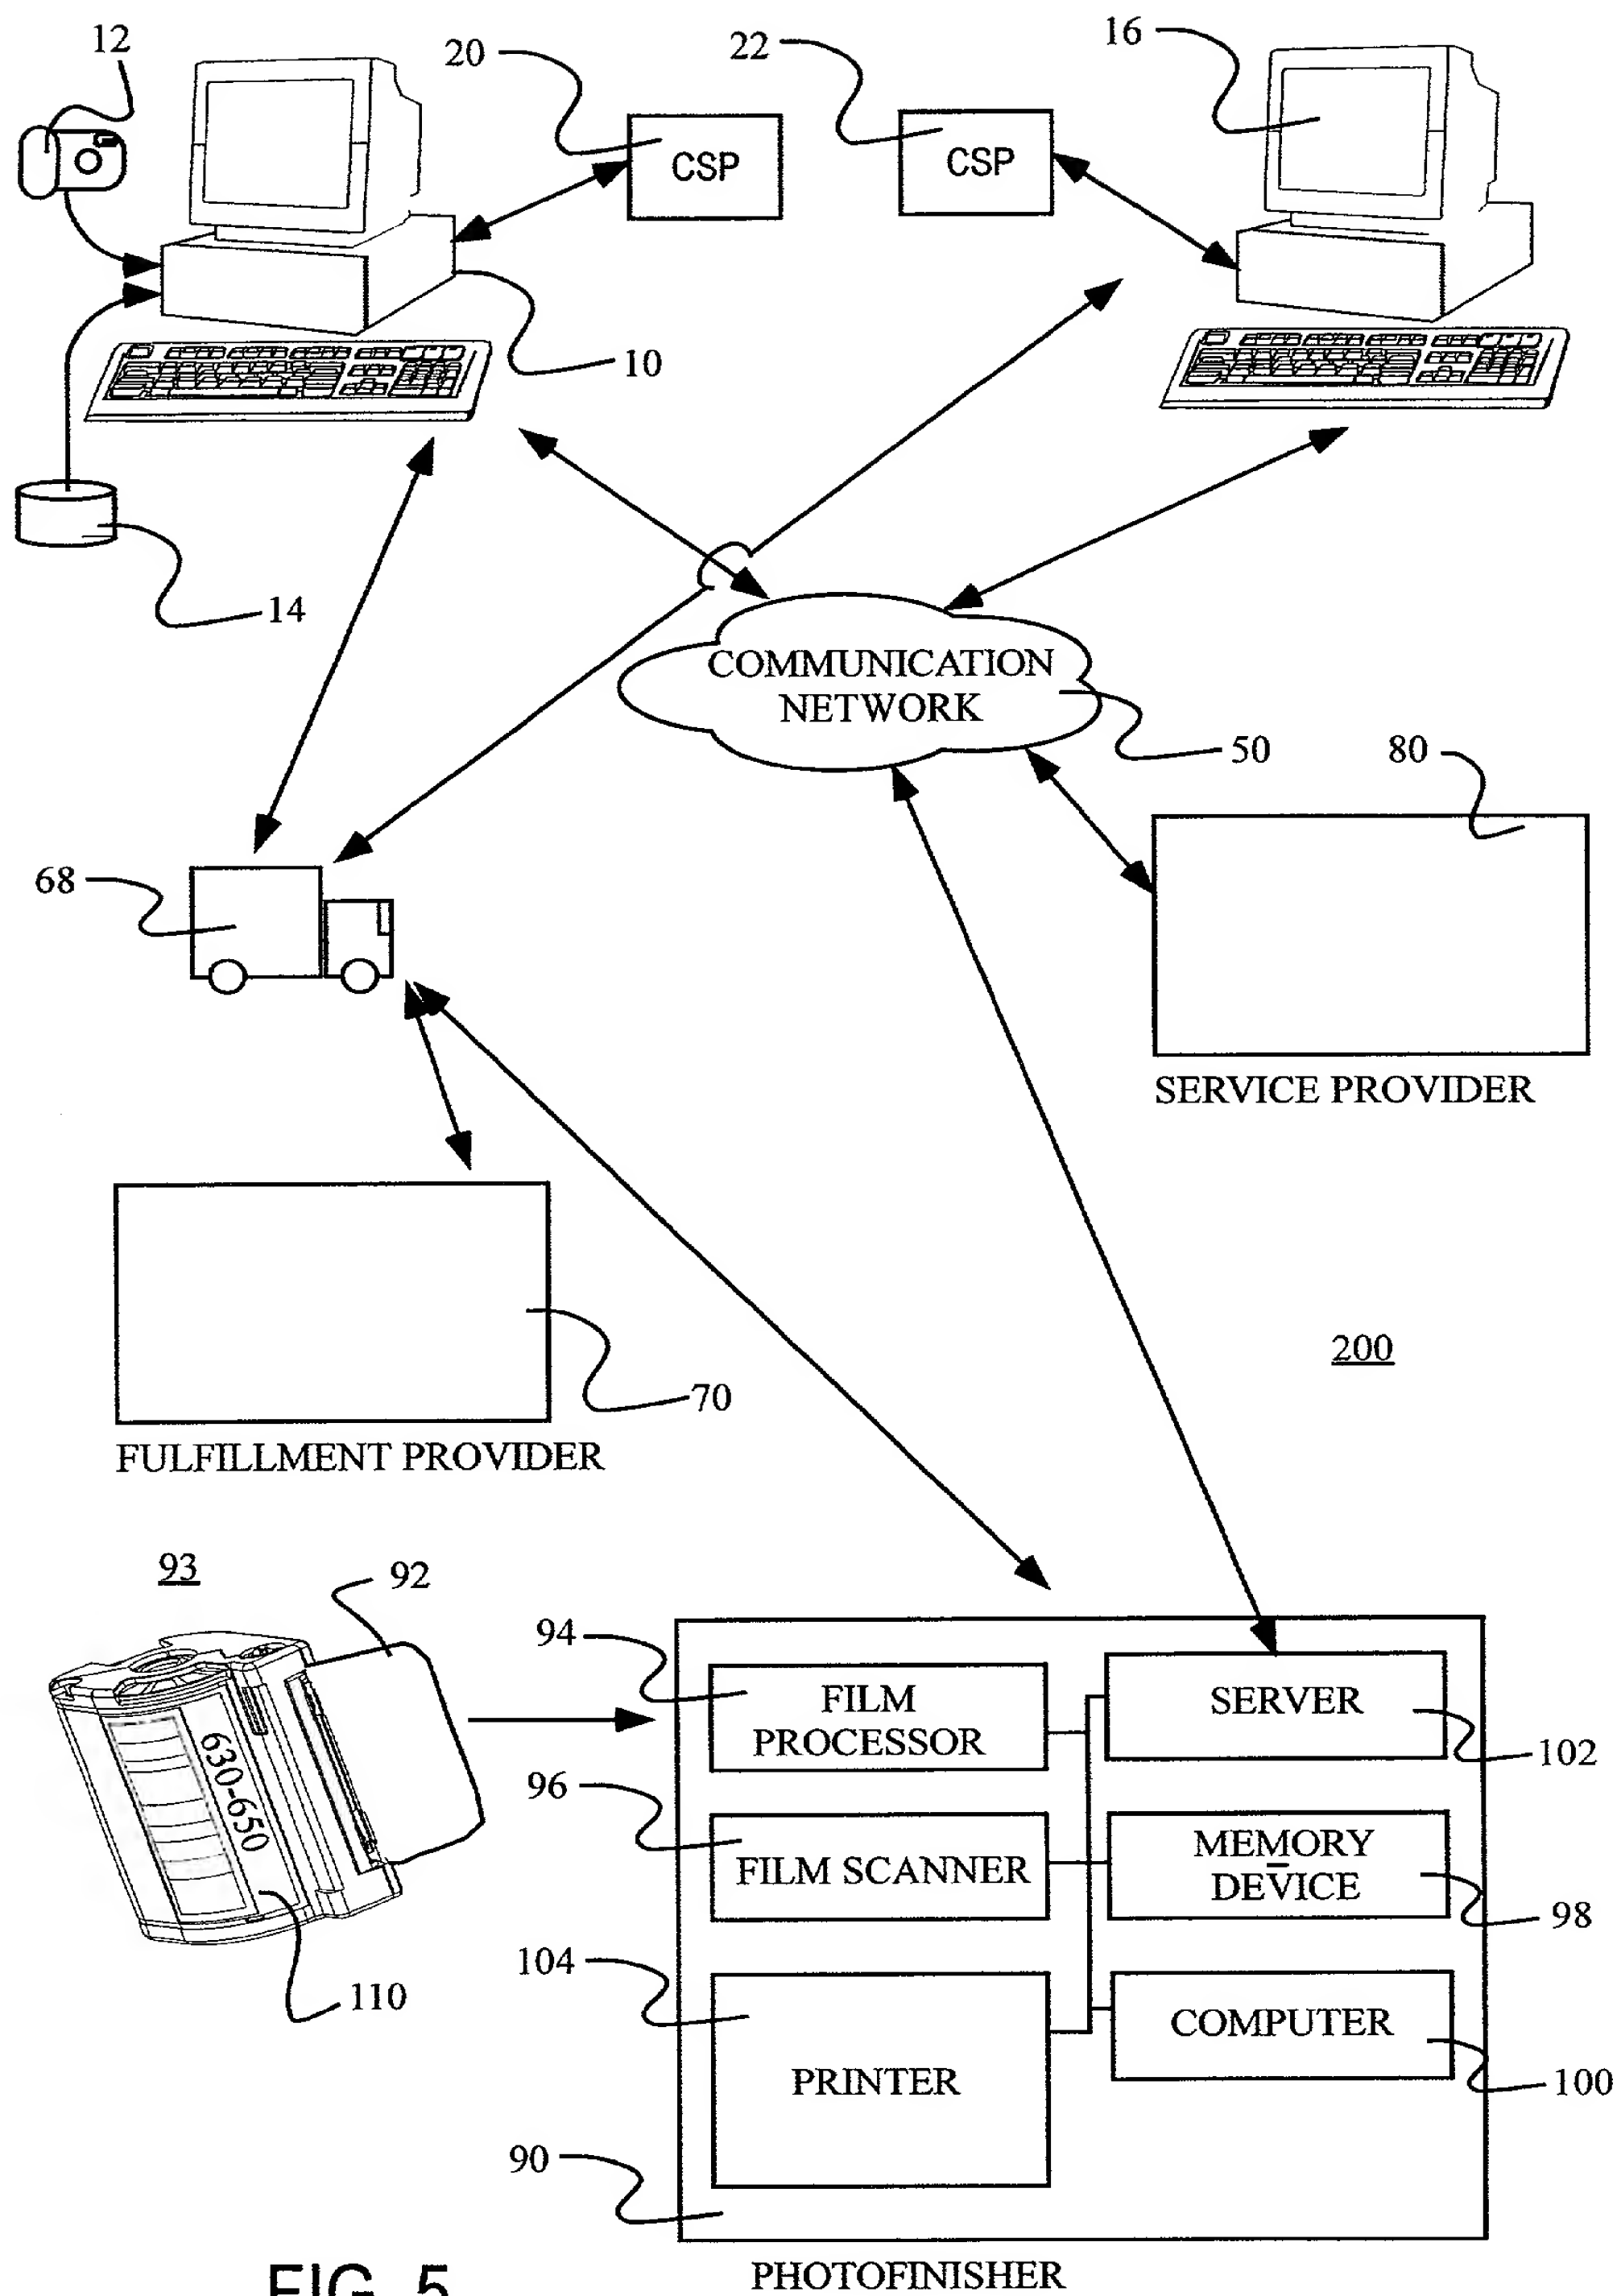 12
20
22
16
CSP
CSP
10
14
COMMUNICATION
NETWORK
50
80
68
SERVICE PROVIDER
200
70
FULFILLMENT PROVIDER
93
92
94
FILM
PROCESSOR
SERVER
102
630-650
96
FILM SCANNER
MEMORY
DEVICE
98
110
104
COMPUTER
PRINTER
100
90
PHOTOFINISHER
FIG. 5